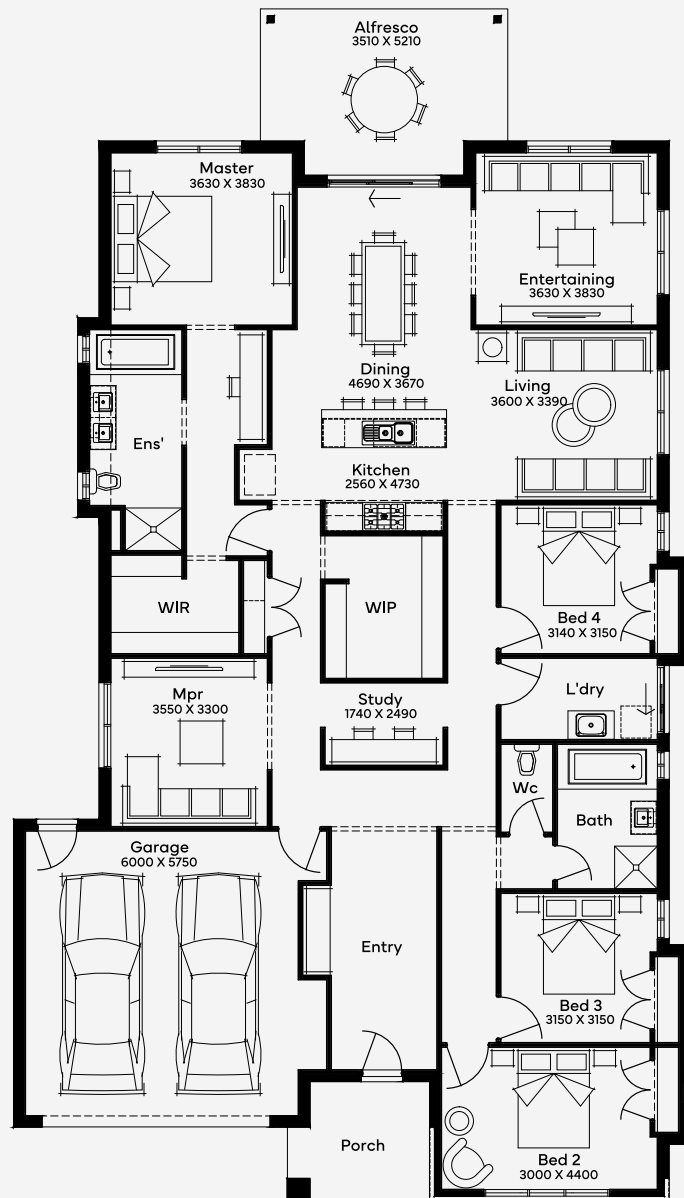 Alfresco
3510 X 5210
Master
3630 X 3830
Entertaining
3630 X 3830
Dining
4690 X 3670
Living
3600 X 3390
Ens'
Kitchen
2560 X 4730
WIR
WIP
Bed 4
3140 X 3150
Mpr
3550 X 3300
Study
1740 X 2490
L'dry
Wc
Bath
Garage
6000 X 5750
Entry
Bed 3
3150 X 3150
Porch
Bed 2
3000 X 4400